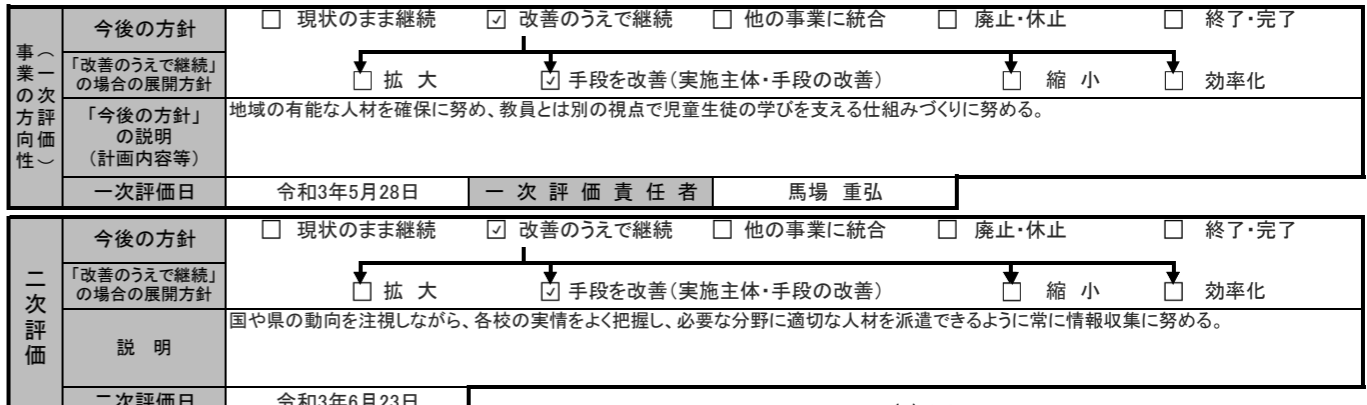 事業の方向性
（一次評価）
今後の方針
□ 現状のまま継続 ☑ 改善のうえで継続 □ 他の事業に統合 □ 廃止・休止 □ 終了・完了
「改善のうえで継続」
の場合の展開方針
□ 拡 大 ☑ 手段を改善（実施主体・手段の改善） □ 縮 小 □ 効率化
「今後の方針」
の説明
（計画内容等）
地域の有能な人材を確保に努め、教員とは別の視点で児童生徒の学びを支える仕組みづくりに努める。
一次評価日 令和3年5月28日 一 次 評 価 責 任 者 馬場 重弘
二次評価
今後の方針
□ 現状のまま継続 ☑ 改善のうえで継続 □ 他の事業に統合 □ 廃止・休止 □ 終了・完了
「改善のうえで継続」
の場合の展開方針
□ 拡 大 ☑ 手段を改善（実施主体・手段の改善） □ 縮 小 □ 効率化
説 明
国や県の動向を注視しながら、各校の実情をよく把握し、必要な分野に適切な人材を派遣できるように常に情報収集に努める。
二次評価日 令和3年6月23日